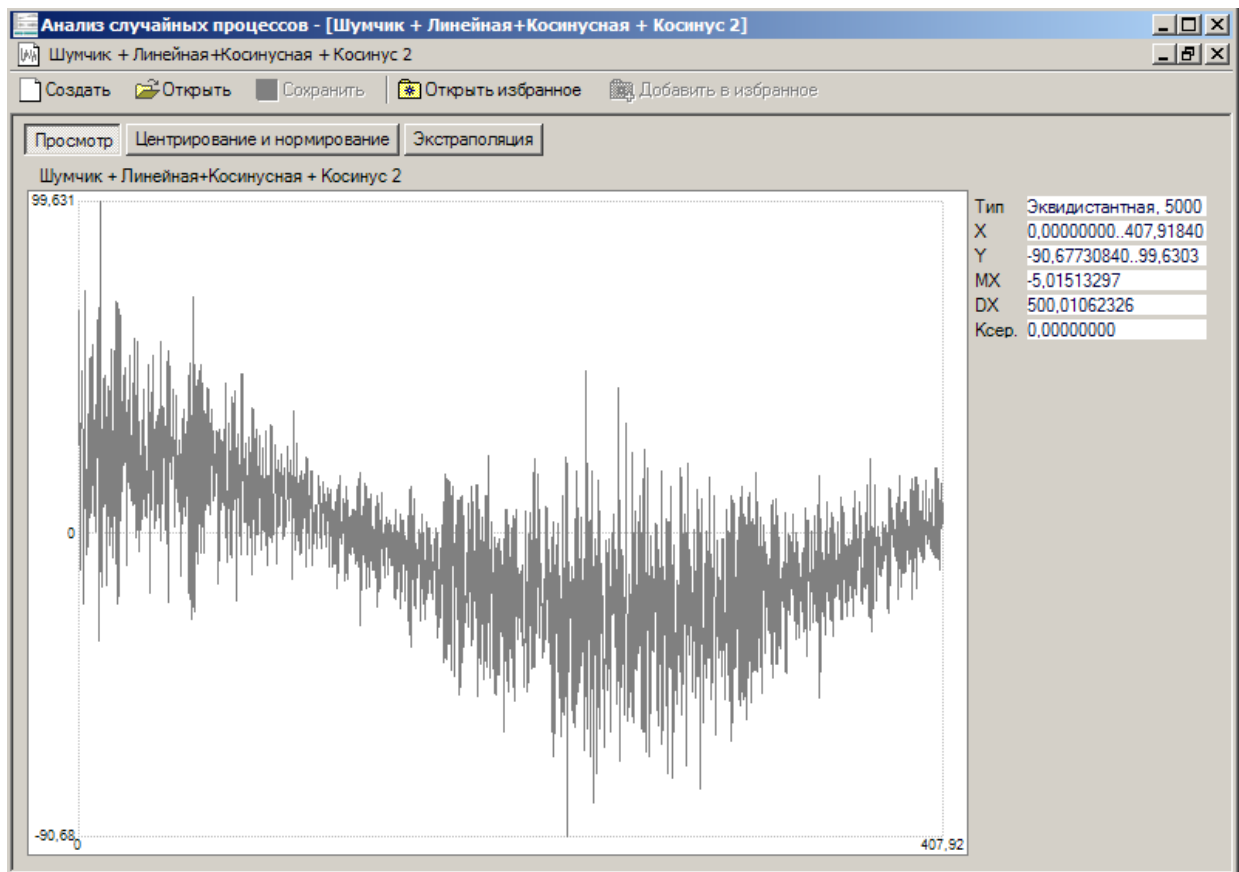 Анализ случайных процессов - [Шумчик + Линейная+Косинусная + Косинус 2]
Шумчик + Линейная+Косинусная + Косинус 2
Создать Открыть Сохранить Открыть избранное Добавить в избранное
Просмотр Центрирование и нормирование Экстраполяция
Шумчик + Линейная+Косинусная + Косинус 2
99,631
0
-90,68
0
407,92
Тип Эквидистантная, 5000
X 0,00000000..407,91840
Y -90,67730840..99,6303
MX -5,01513297
DX 500,01062326
Ксер. 0,00000000